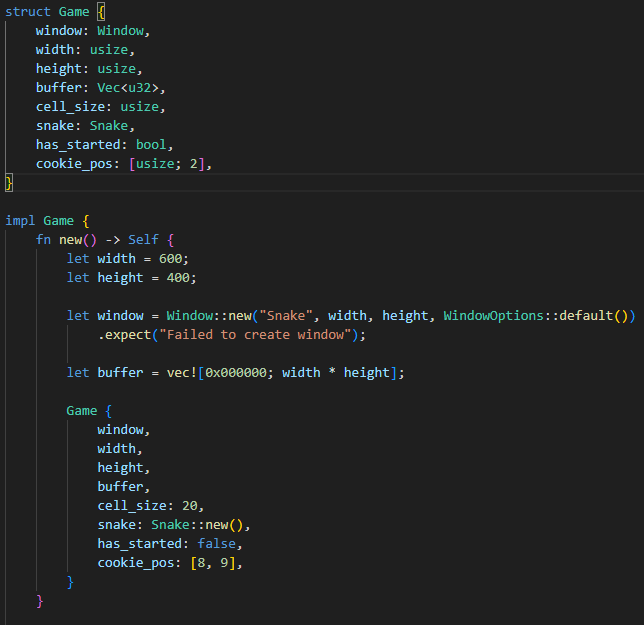 struct Game {
    window: Window,
    width: usize,
    height: usize,
    buffer: Vec<u32>,
    cell_size: usize,
    snake: Snake,
    has_started: bool,
    cookie_pos: [usize; 2],
}

impl Game {
    fn new() -> Self {
        let width = 600;
        let height = 400;

        let window = Window::new("Snake", width, height, WindowOptions::default())
            .expect("Failed to create window");

        let buffer = vec![0x000000; width * height];

        Game {
            window,
            width,
            height,
            buffer,
            cell_size: 20,
            snake: Snake::new(),
            has_started: false,
            cookie_pos: [8, 9],
        }
    }